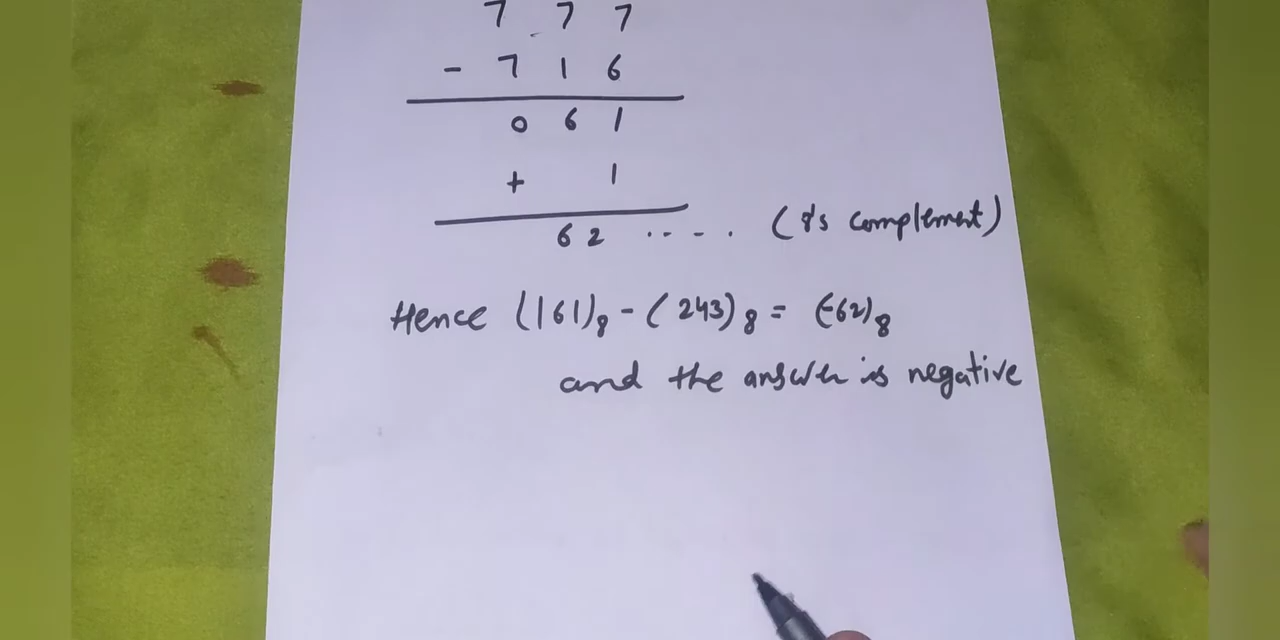 7 7 7
- 7 1 6
0 6 1
+ 1
6 2 ..... (8's complement)
Hence (161)8 - (243)8 = (-62)8
and the answer is negative